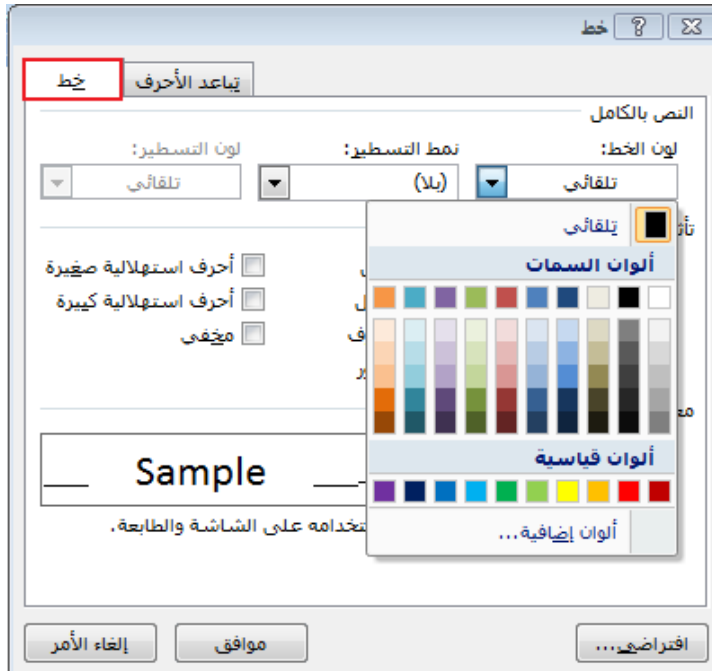 خط
خط
تباعد الأحرف
النص بالكامل
لون الخط:
نمط التسطير:
لون التسطير:
تلقائي
(بلا)
تلقائي
تلقائي
ألوان السمات
أحرف استهلالية صغيرة
أحرف استهلالية كبيرة
مخفي
ألوان قياسية
Sample
ألوان إضافية...
على الشاشة والطابعة.
افتراضي...
موافق
إلغاء الأمر